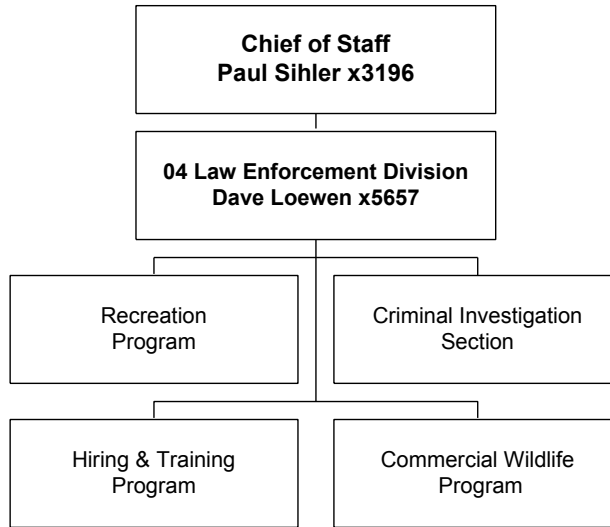 Chief of Staff
Paul Sihler x3196
04 Law Enforcement Division
Dave Loewen x5657
Recreation
Program
Criminal Investigation
Section
Hiring & Training
Program
Commercial Wildlife
Program